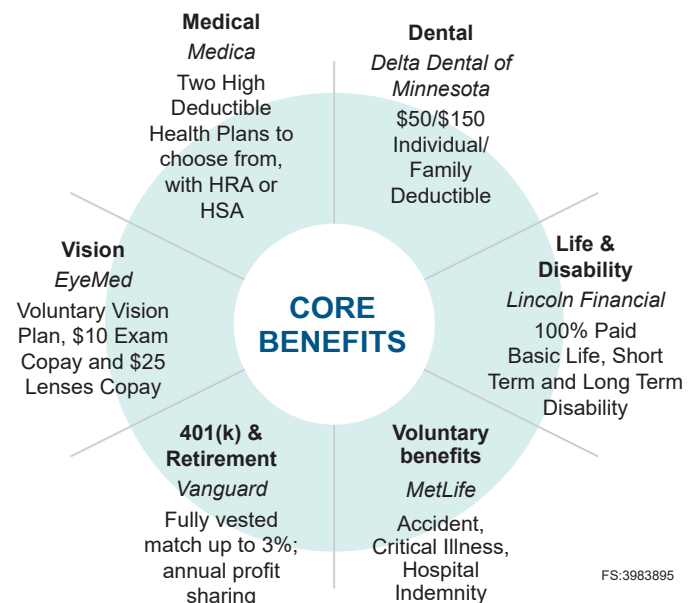 Medical
Medica
Two High
Deductible
Health Plans to
choose from,
with HRA or
HSA
Dental
Delta Dental of
Minnesota
$50/$150
Individual/
Family
Deductible
Vision
EyeMed
Voluntary Vision
Plan, $10 Exam
Copay and $25
Lenses Copay
CORE
BENEFITS
Life &
Disability
Lincoln Financial
100% Paid
Basic Life, Short
Term and Long Term
Disability
401(k) &
Retirement
Vanguard
Fully vested
match up to 3%;
annual profit
sharing
Voluntary
benefits
MetLife
Accident,
Critical Illness,
Hospital
Indemnity
FS:3983895